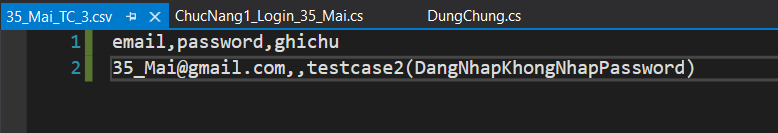 35_Mai_TC_3.csv ChucNang1_Login_35_Mai.cs DungChung.cs
1 email,password,ghichu
2 35_Mai@gmail.com,,testcase2(DangNhapKhongNhapPassword)